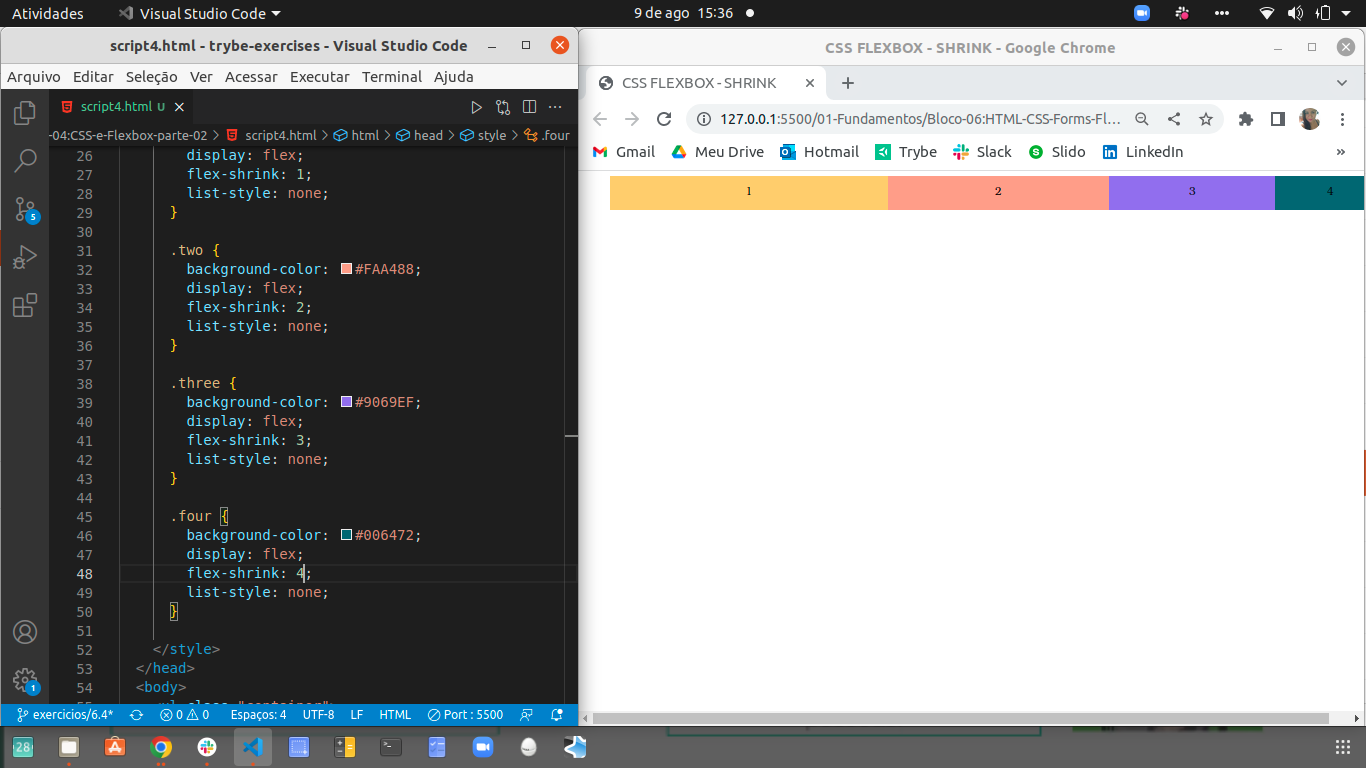 Atividades
Visual Studio Code
9 de ago 15:36
script4.html - trybe-exercises - Visual Studio Code
Arquivo Editar Seleção Ver Acessar Executar Terminal Ajuda
script4.html U
-04:CSS-e-Flexbox-parte-02 > script4.html > html > head > style > .four
26 display: flex;
27 flex-shrink: 1;
28 list-style: none;
29 }
30
31 .two {
32 background-color: #FAA488;
33 display: flex;
34 flex-shrink: 2;
35 list-style: none;
36 }
37
38 .three {
39 background-color: #9069EF;
40 display: flex;
41 flex-shrink: 3;
42 list-style: none;
43 }
44
45 .four {
46 background-color: #006472;
47 display: flex;
48 flex-shrink: 4;
49 list-style: none;
50 }
51
52 </style>
53 </head>
54 <body>
5
1
exercicios/6.4* 0 0 Espaços: 4 UTF-8 LF HTML Port : 5500
CSS FLEXBOX - SHRINK - Google Chrome
CSS FLEXBOX - SHRINK
127.0.0.1:5500/01-Fundamentos/Bloco-06:HTML-CSS-Forms-Fl...
Gmail Meu Drive Hotmail Trybe Slack Slido LinkedIn »
1 2 3 4
28